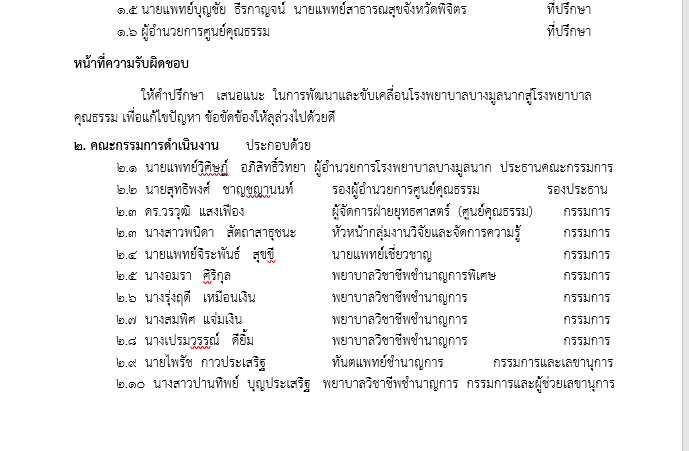 ๑.๕ นายแพทย์บุญชัย ธีรกาญจน์ นายแพทย์สาธารณสุขจังหวัดพิจิตร ที่ปรึกษา
๑.๖ ผู้อำนวยการศูนย์คุณธรรม ที่ปรึกษา
หน้าที่ความรับผิดชอบ
ให้คำปรึกษา เสนอแนะ ในการพัฒนาและขับเคลื่อนโรงพยาบาลบางมูลนากสู่โรงพยาบาล
คุณธรรม เพื่อแก้ไขปัญหา ข้อขัดข้องให้ลุล่วงไปด้วยดี
๒. คณะกรรมการดำเนินงาน ประกอบด้วย
๒.๑ นายแพทย์วิศิษฎ์ อภิสิทธิ์วิทยา ผู้อำนวยการโรงพยาบาลบางมูลนาก ประธานคณะกรรมการ
๒.๒ นายสุทธิพงศ์ ชาญชญานนท์ รองผู้อำนวยการศูนย์คุณธรรม รองประธาน
๒.๓ ดร.วรวุฒิ แสงเฟือง ผู้จัดการฝ่ายยุทธศาสตร์ (ศูนย์คุณธรรม) กรรมการ
๒.๓ นางสาวพนิดา สัตถาสาธุชนะ หัวหน้ากลุ่มงานวิจัยและจัดการความรู้ กรรมการ
๒.๔ นายแพทย์จิระพันธ์ สุขขี นายแพทย์เชี่ยวชาญ กรรมการ
๒.๕ นางอมรา ศิริกุล พยาบาลวิชาชีพชำนาญการพิเศษ กรรมการ
๒.๖ นางรุ่งฤดี เหมือนเงิน พยาบาลวิชาชีพชำนาญการ กรรมการ
๒.๗ นางสมพิศ แจ่มเงิน พยาบาลวิชาชีพชำนาญการ กรรมการ
๒.๘ นางเปรมวรรณ์ ดียิ้ม พยาบาลวิชาชีพชำนาญการ กรรมการ
๒.๙ นายไพรัช กาวประเสริฐ ทันตแพทย์ชำนาญการ กรรมการและเลขานุการ
๒.๑๐ นางสาวปานทิพย์ บุญประเสริฐ พยาบาลวิชาชีพชำนาญการ กรรมการและผู้ช่วยเลขานุการ